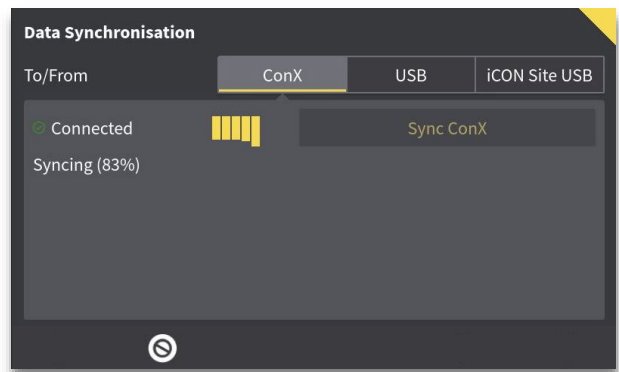 Data Synchronisation
To/From ConX USB iCON Site USB
Connected Sync ConX
Syncing (83%)